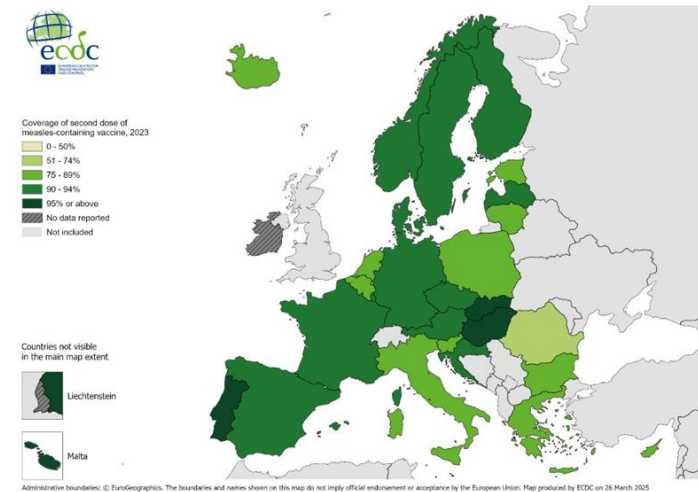 ecdc
EUROPEAN CENTRE FOR
DISEASE PREVENTION
AND CONTROL
Coverage of second dose of
measles-containing vaccine, 2023
0 - 50%
51 - 74%
75 - 89%
90 - 94%
95% or above
No data reported
Not included
Countries not visible
in the main map extent
Liechtenstein
Malta
Administrative boundaries: © EuroGeographics. The boundaries and names shown on this map do not imply official endorsement or acceptance by the European Union. Map produced by ECDC on 26 March 2025